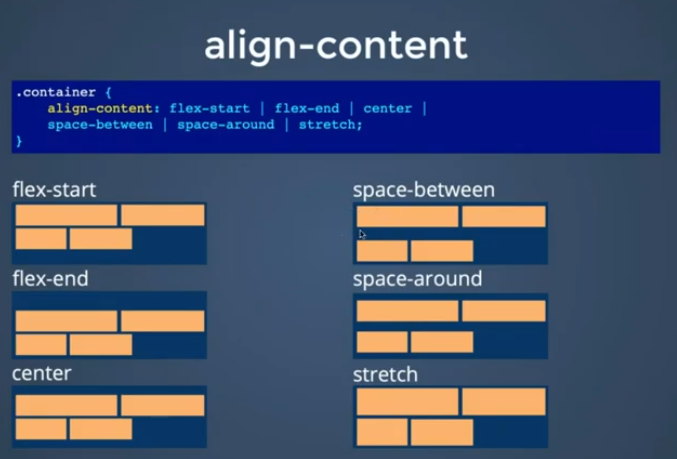 align-content
.container {
align-content: flex-start | flex-end | center |
space-between | space-around | stretch;
}
flex-start
space-between
flex-end
space-around
center
stretch